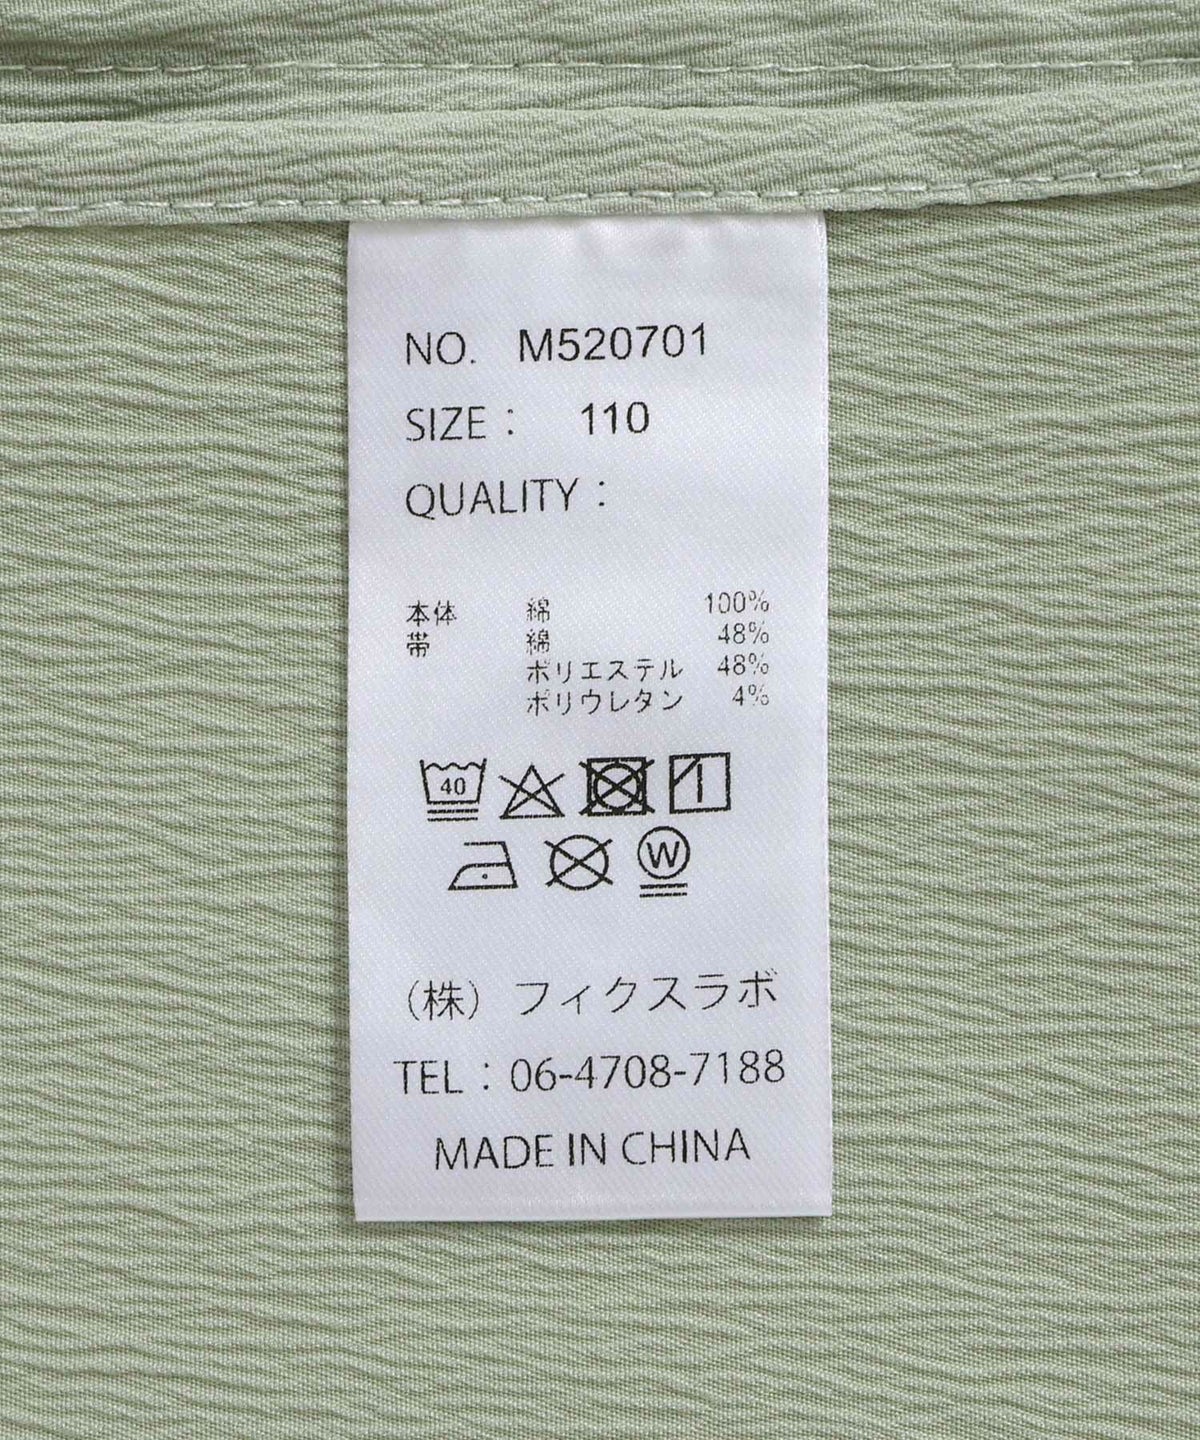 NO. M520701
SIZE： 110
QUALITY：
本体 綿 100%
帯 綿 48%
ポリエステル 48%
ポリウレタン 4%
40
W
（株）フィクスラボ
TEL：06-4708-7188
MADE IN CHINA